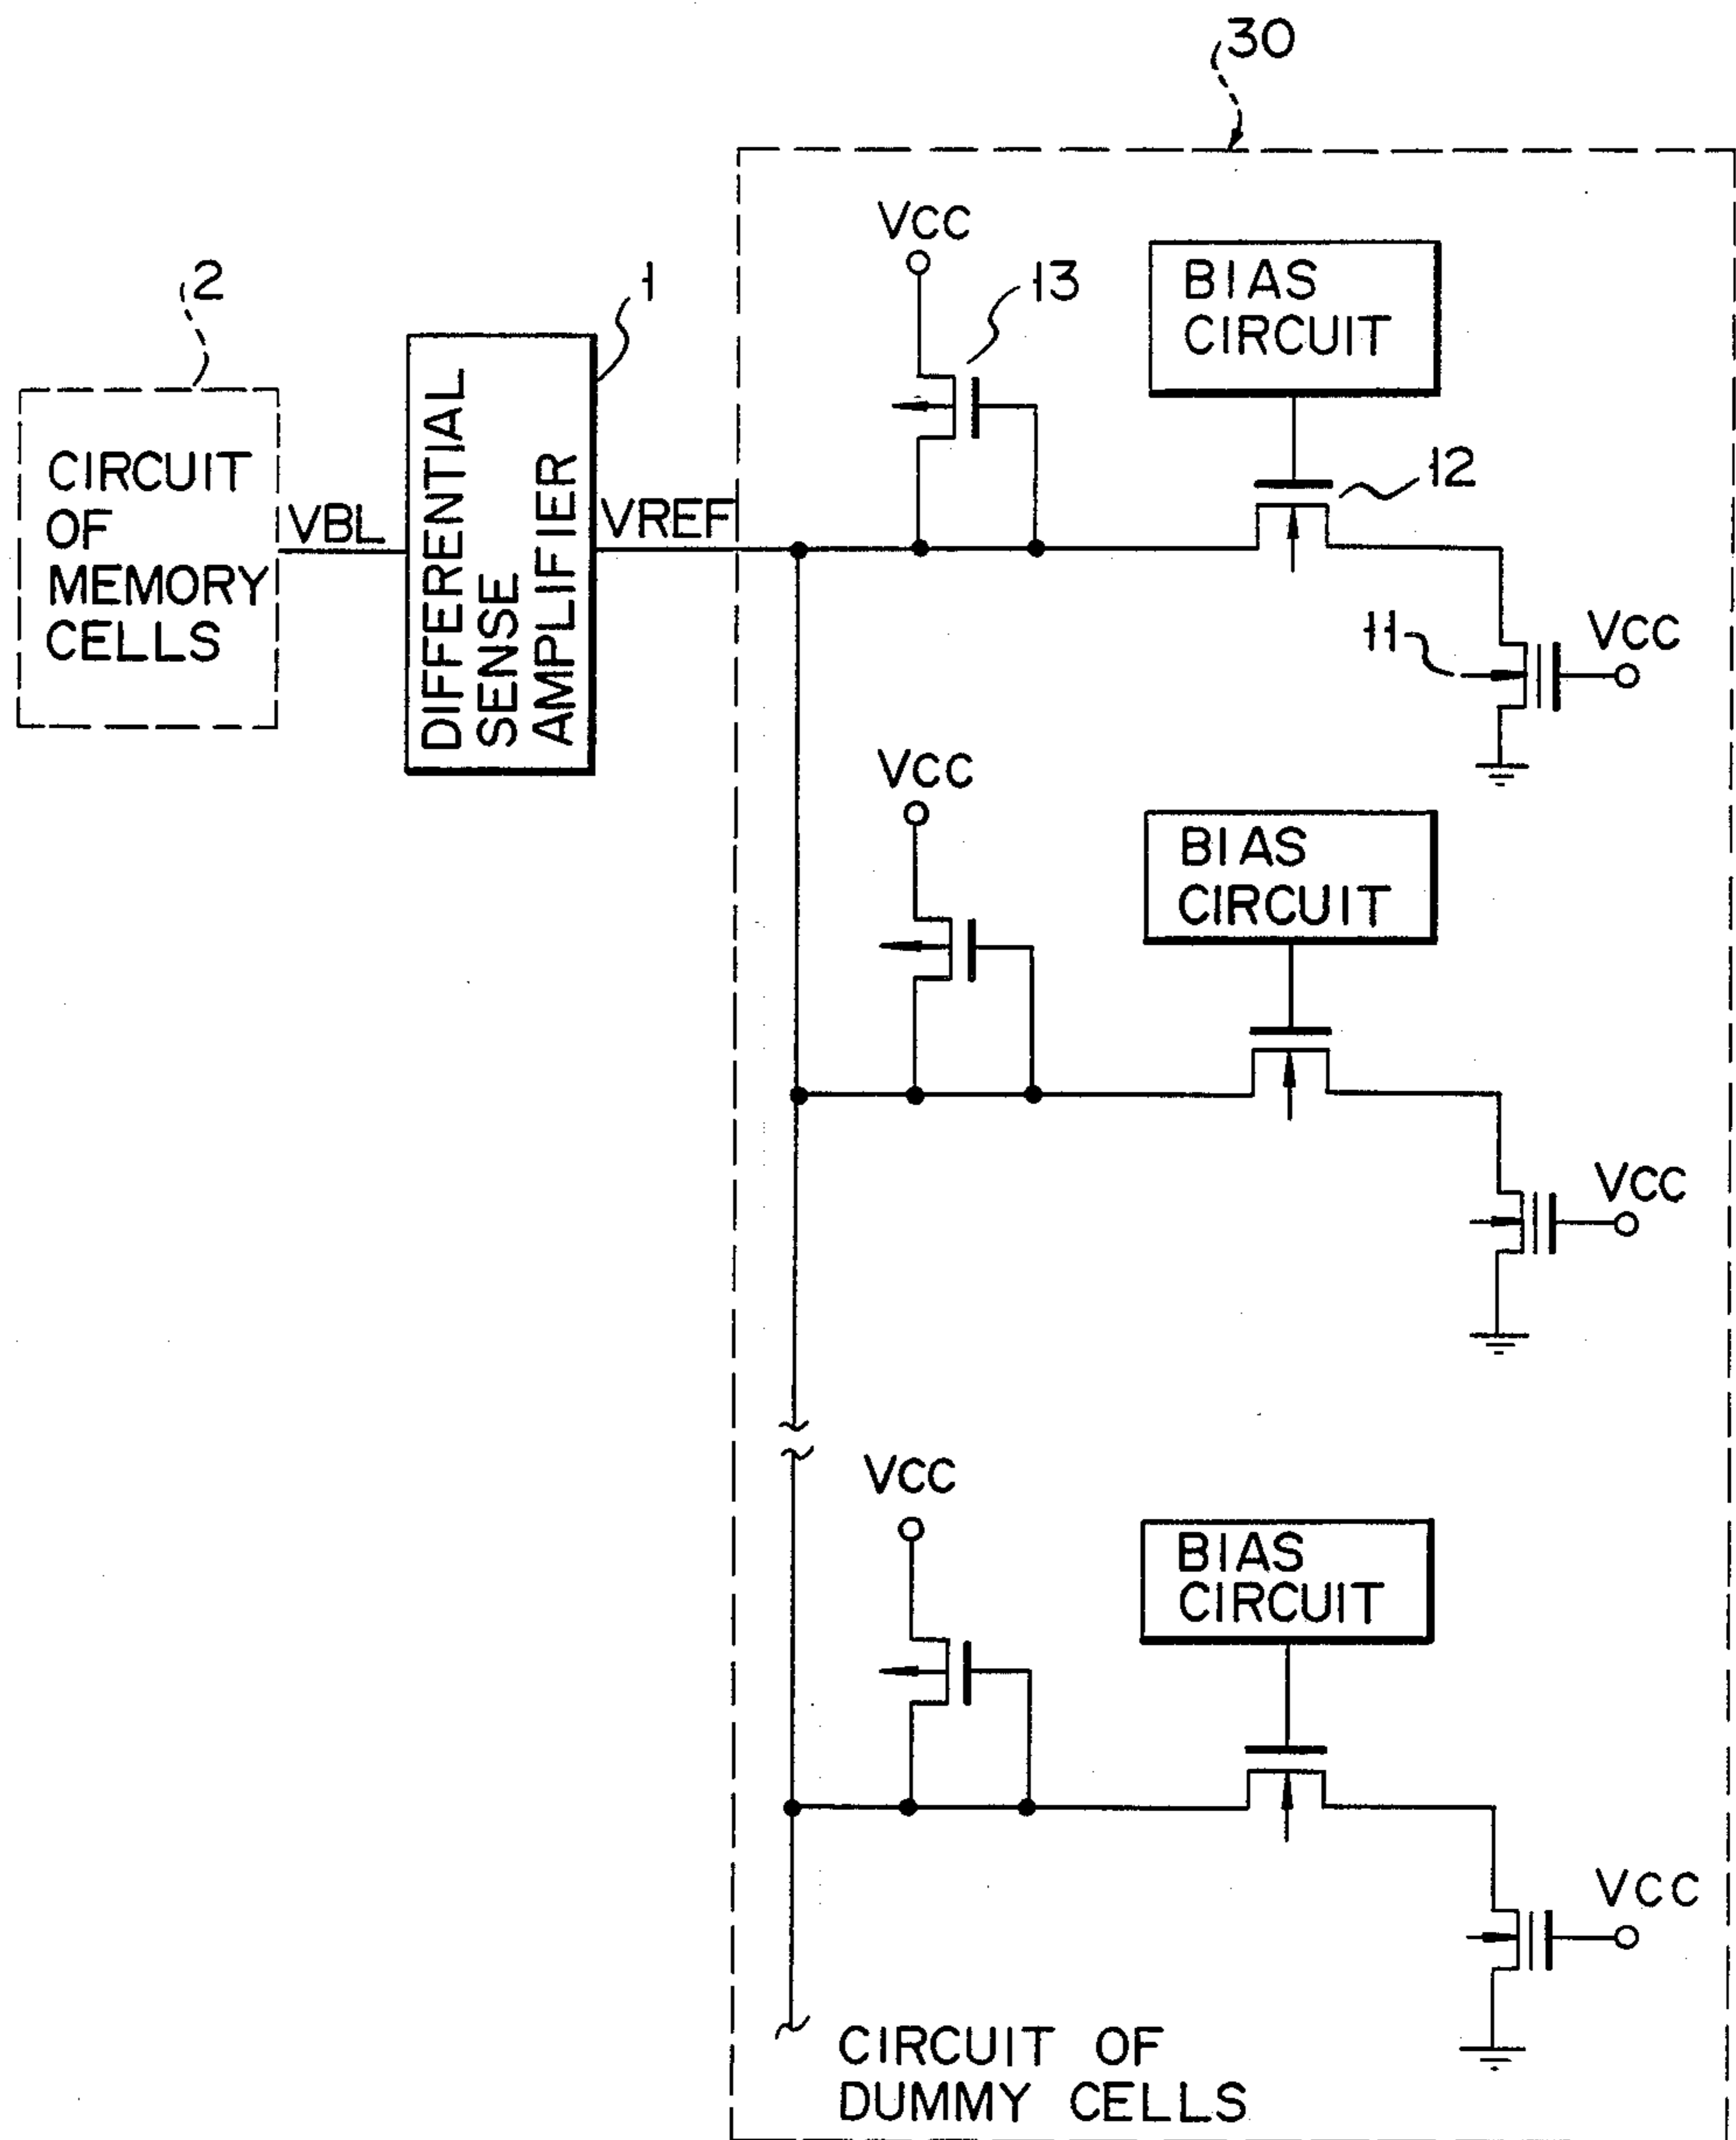 30
VCC
13
BIAS
CIRCUIT
2
1
CIRCUIT
OF
MEMORY
CELLS
VBL
DIFFERENTIAL
SENSE
AMPLIFIER
VREF
12
11
VCC
VCC
BIAS
CIRCUIT
VCC
VCC
BIAS
CIRCUIT
VCC
CIRCUIT OF
DUMMY CELLS